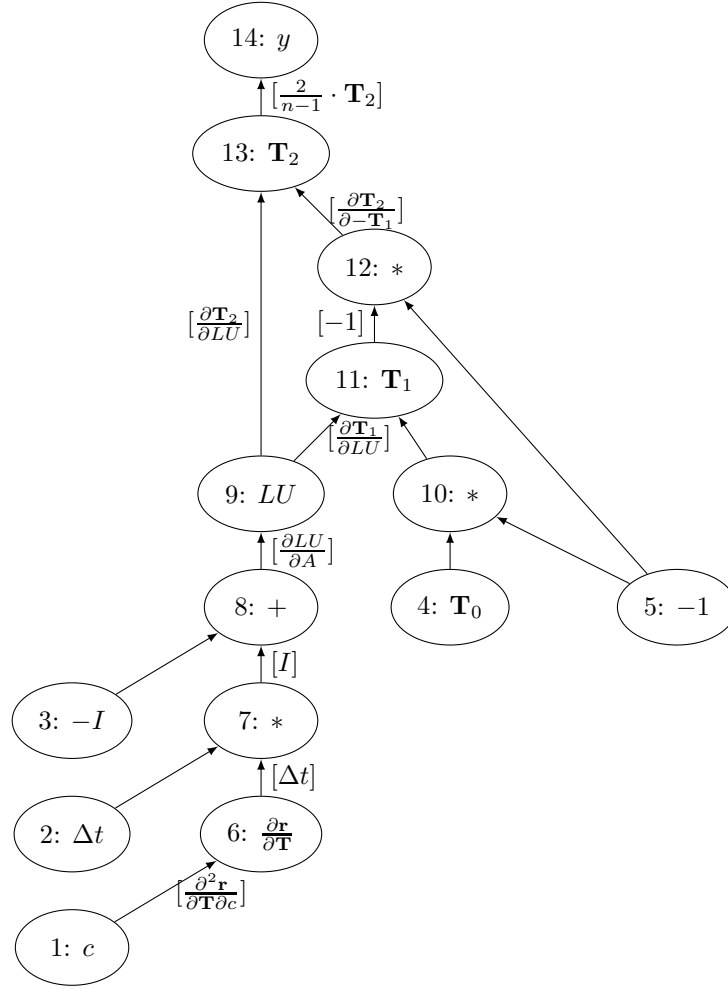 14: y
[2/(n−1) · T₂]
13: T₂
[∂T₂/∂−T₁]
12: ∗
[∂T₂/∂LU]
[−1]
11: T₁
[∂T₁/∂LU]
9: LU
10: ∗
[∂LU/∂A]
8: +
4: T₀
5: −1
[I]
3: −I
7: ∗
[Δt]
2: Δt
6: ∂r/∂T
[∂²r/∂T∂c]
1: c